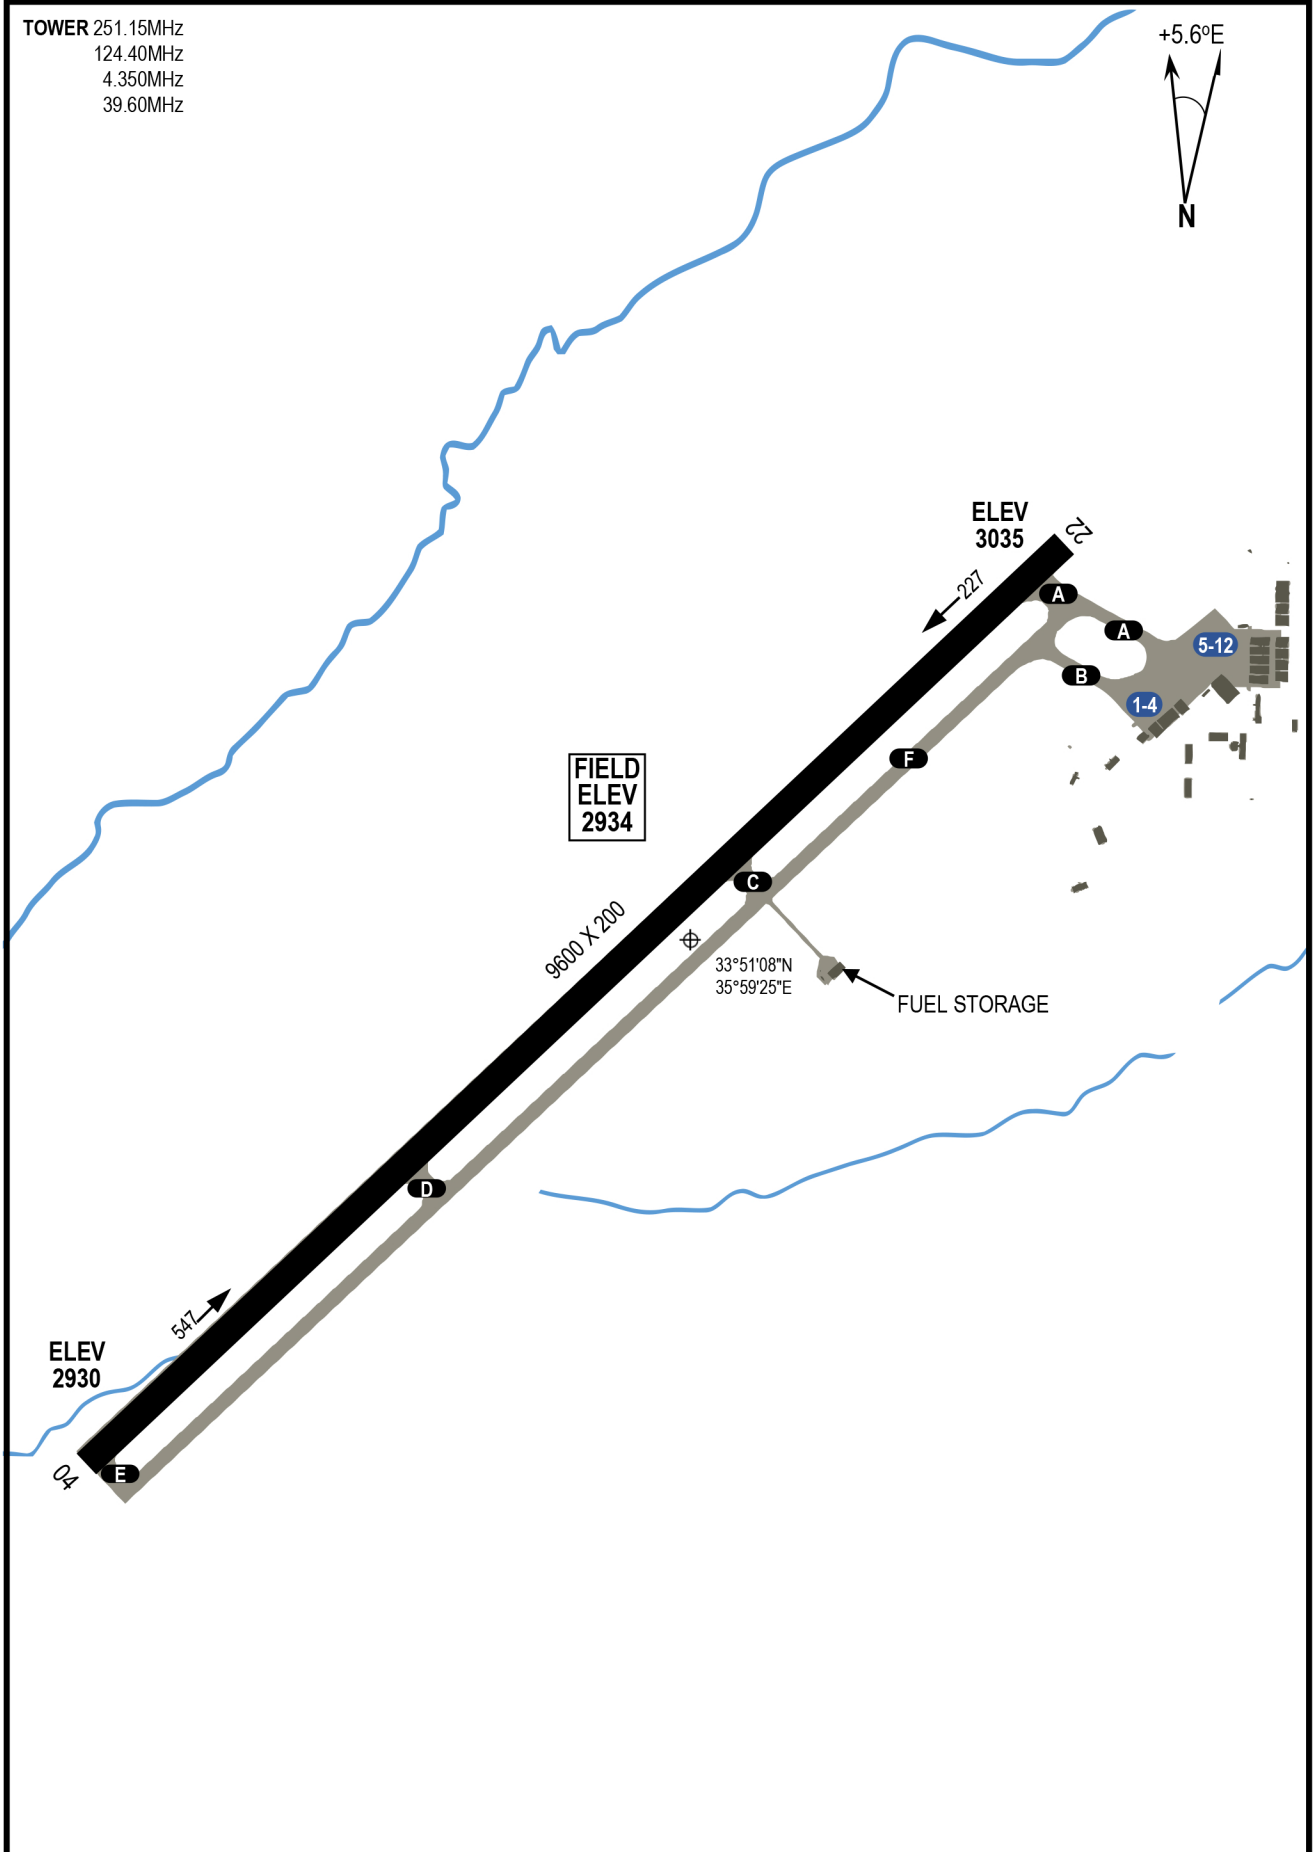 TOWER 251.15MHz
124.40MHz
4.350MHz
39.60MHz
+5.6ºE
N
ELEV
3035
22
227
A
A
5-12
B
1-4
F
FIELD
ELEV
2934
C
9600 X 200
33°51'08"N
35°59'25"E
FUEL STORAGE
D
547
ELEV
2930
04
E